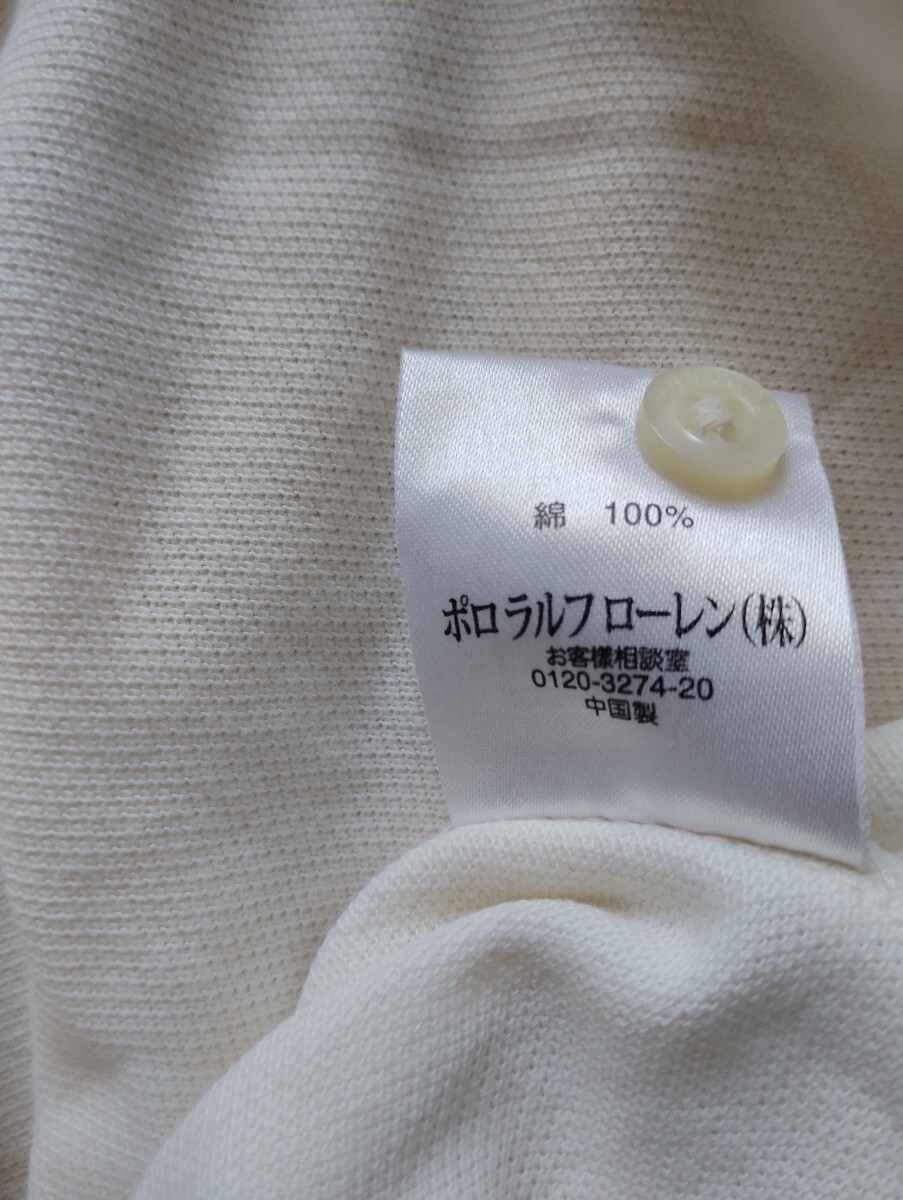 綿 100%
ポロ ラルフ ローレン(株)
お客様相談室
0120-3274-20
中国製